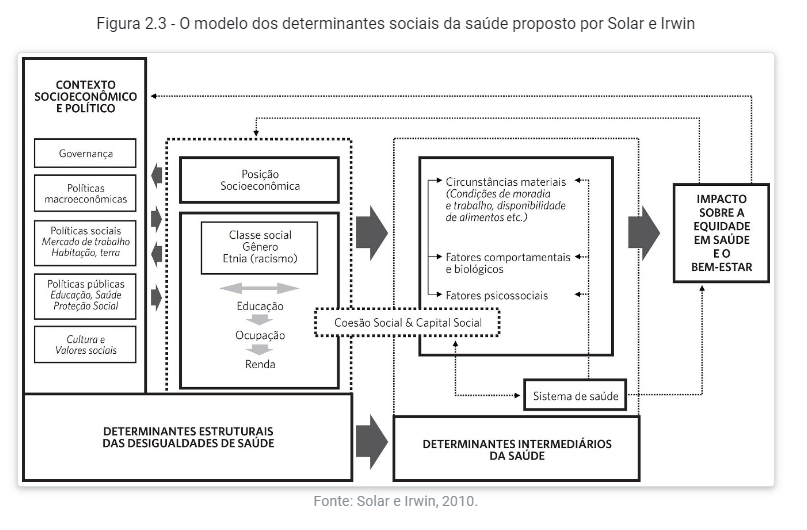 Figura 2.3 - O modelo dos determinantes sociais da saúde proposto por Solar e Irwin
CONTEXTO
SOCIOECONÔMICO
E POLÍTICO
Governança
Políticas
macroeconômicas
Políticas sociais
Mercado de trabalho
Habitação, terra
Políticas públicas
Educação, Saúde
Proteção Social
Cultura e
Valores sociais
Posição
Socioeconômica
Classe social
Gênero
Etnia (racismo)
Educação
Ocupação
Renda
Coesão Social & Capital Social
Circunstâncias materiais
(Condições de moradia
e trabalho, disponibilidade
de alimentos etc.)
Fatores comportamentais
e biológicos
Fatores psicossociais
Sistema de saúde
IMPACTO
SOBRE A
EQUIDADE
EM SAÚDE
E O
BEM-ESTAR
DETERMINANTES ESTRUTURAIS
DAS DESIGUALDADES DE SAÚDE
DETERMINANTES INTERMEDIÁRIOS
DA SAÚDE
Fonte: Solar e Irwin, 2010.